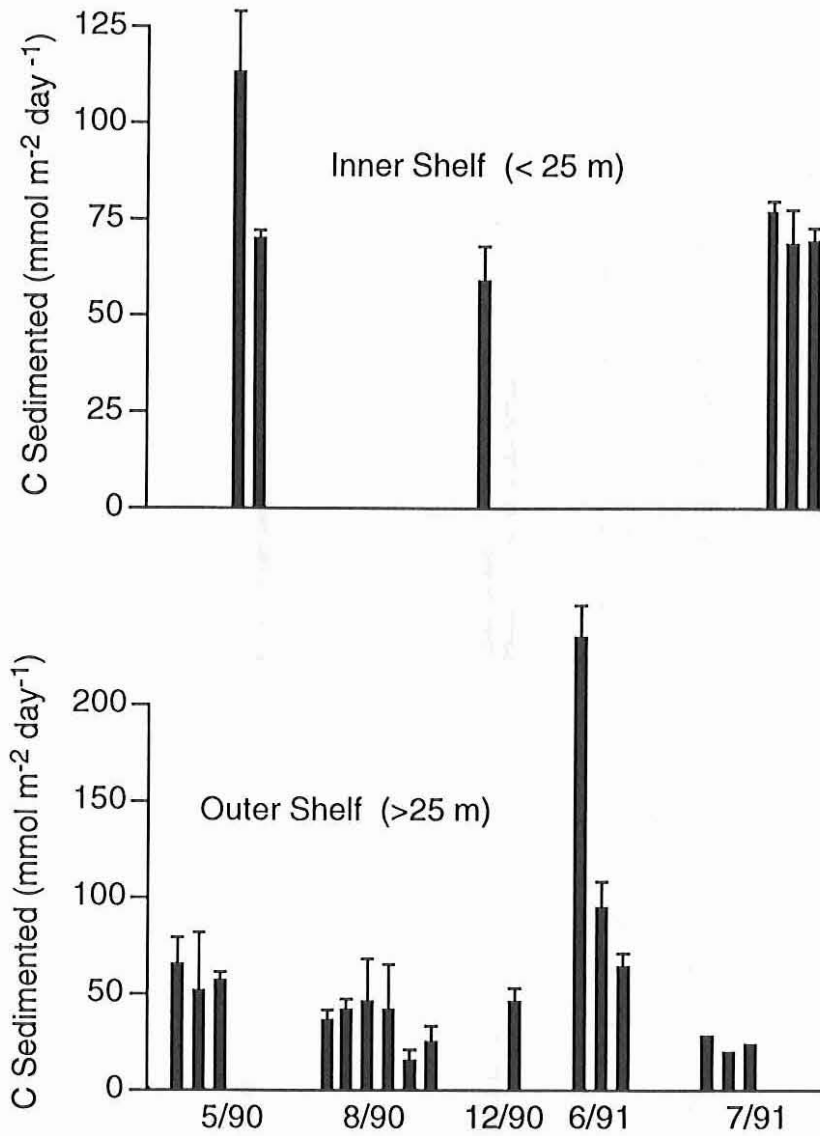 C Sedimented (mmol m-2 day -1)
125
100
75
50
25
0
Inner Shelf (< 25 m)
C Sedimented (mmol m-2 day-1)
200
150
100
50
0
Outer Shelf (>25 m)
5/90 8/90 12/90 6/91 7/91